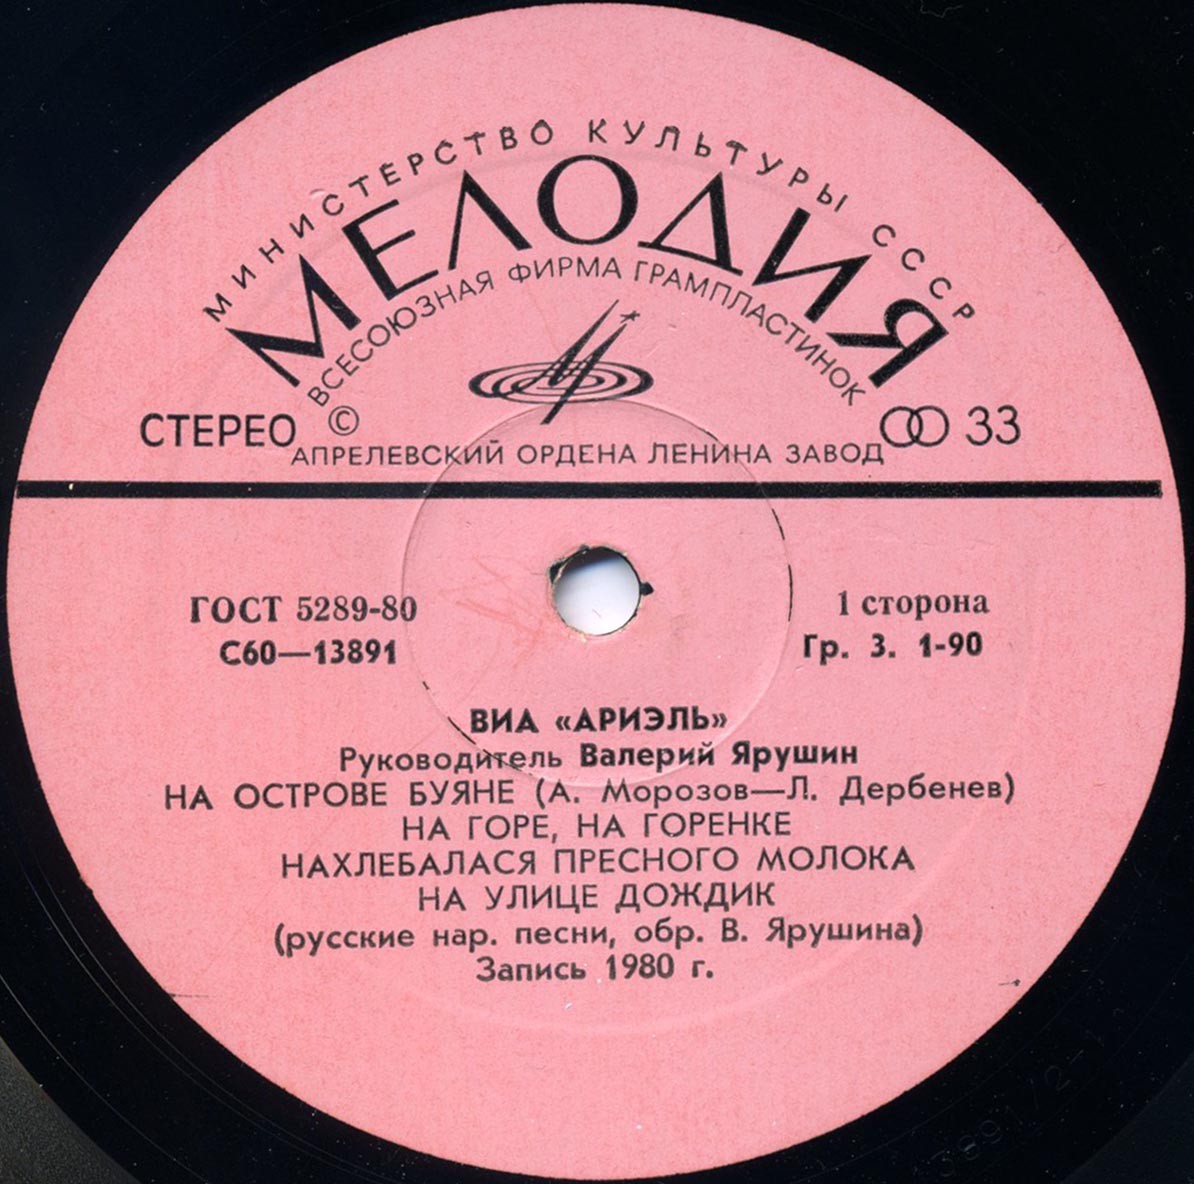 МИНИСТЕРСТВО КУЛЬТУРЫ СССР
МЕЛОДИЯ
ВСЕСОЮЗНАЯ ФИРМА ГРАМПЛАСТИНОК
СТЕРЕО © 33
АПРЕЛЕВСКИЙ ОРДЕНА ЛЕНИНА ЗАВОД
ГОСТ 5289-80
С60—13891
1 сторона
Гр. 3. 1-90
ВИА «АРИЭЛЬ»
Руководитель Валерий Ярушин
НА ОСТРОВЕ БУЯНЕ (А. Морозов—Л. Дербенев)
НА ГОРЕ, НА ГОРЕНКЕ
НАХЛЕБАЛАСЯ ПРЕСНОГО МОЛОКА
НА УЛИЦЕ ДОЖДИК
(русские нар. песни, обр. В. Ярушина)
Запись 1980 г.